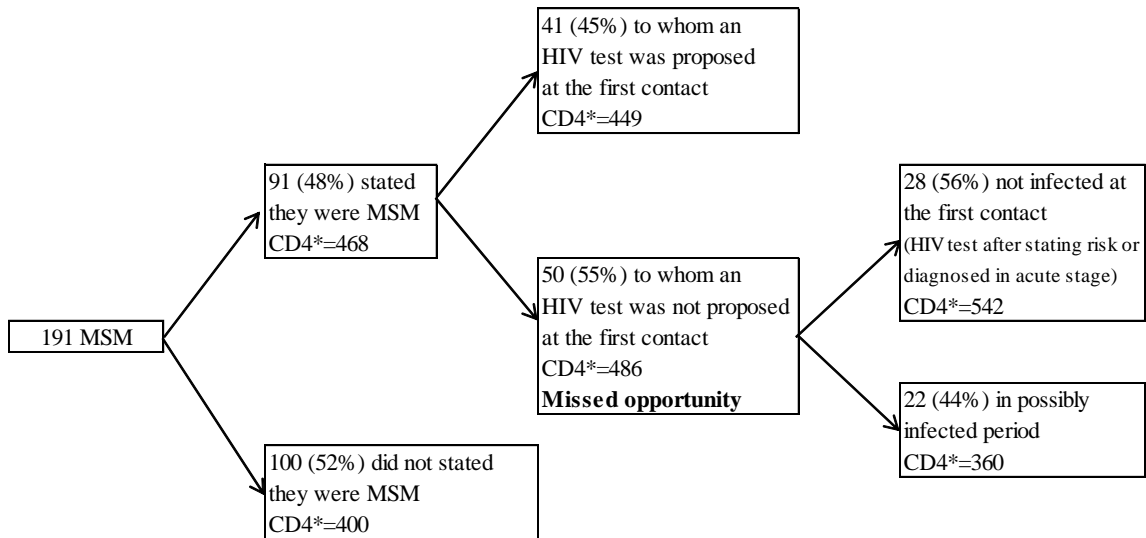 191 MSM
91 (48%) stated
they were MSM
CD4*=468
100 (52%) did not stated
they were MSM
CD4*=400
41 (45%) to whom an
HIV test was proposed
at the first contact
CD4*=449
50 (55%) to whom an
HIV test was not proposed
at the first contact
CD4*=486
Missed opportunity
28 (56%) not infected at
the first contact
(HIV test after stating risk or
diagnosed in acute stage)
CD4*=542
22 (44%) in possibly
infected period
CD4*=360